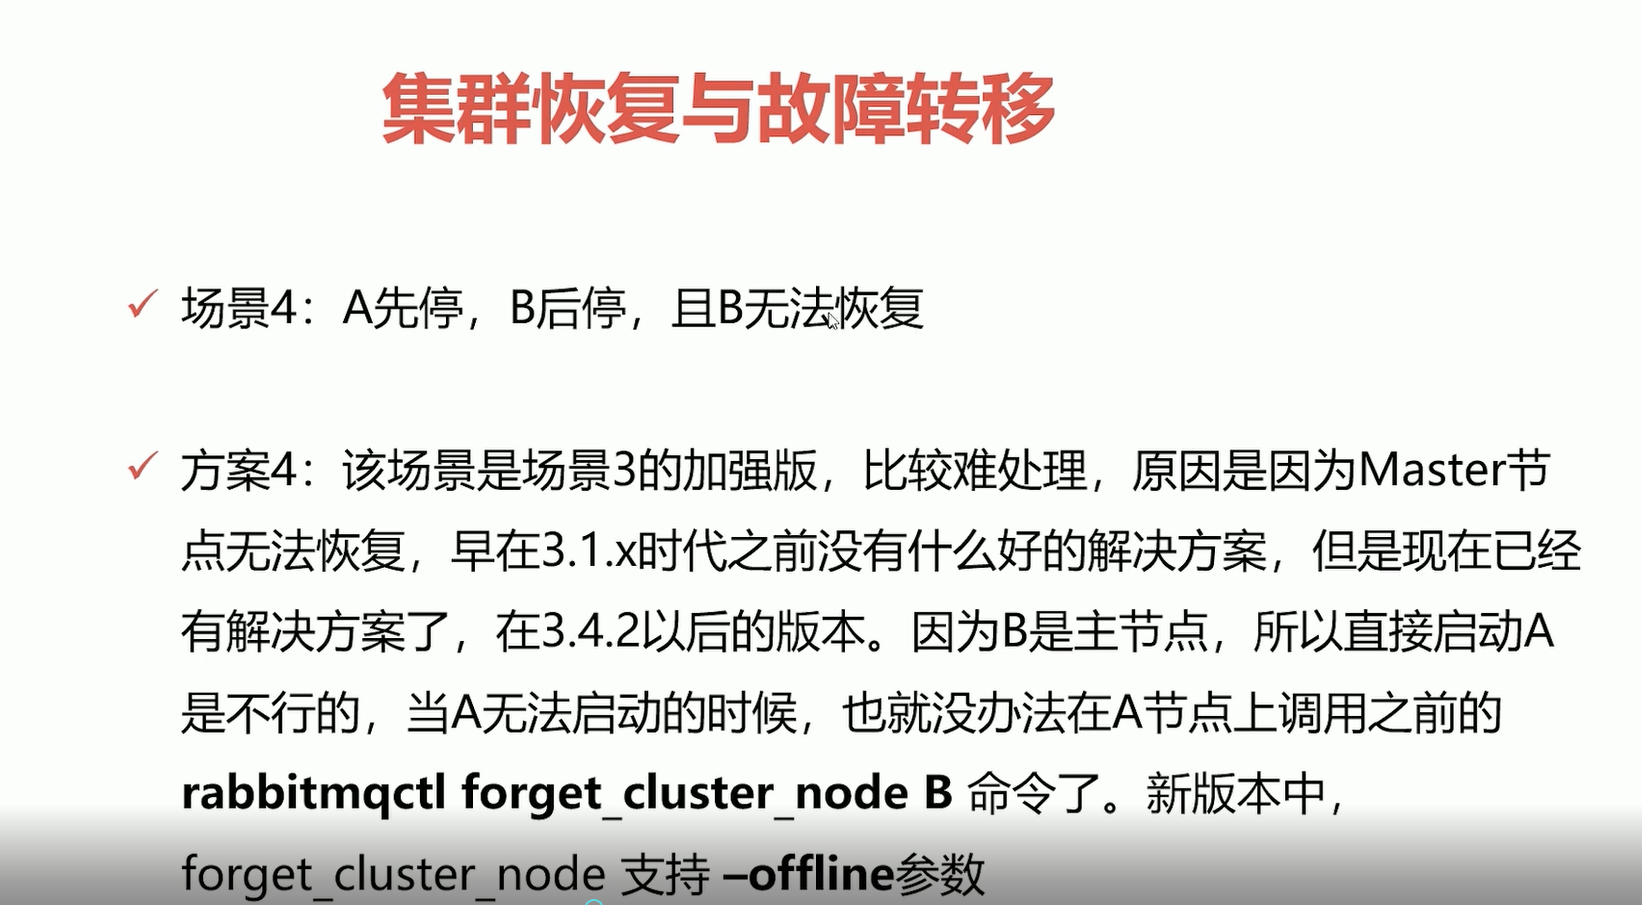 集群恢复与故障转移
场景4：A先停，B后停，且B无法恢复
方案4：该场景是场景3的加强版，比较难处理，原因是因为Master节
点无法恢复，早在3.1.x时代之前没有什么好的解决方案，但是现在已经
有解决方案了，在3.4.2以后的版本。因为B是主节点，所以直接启动A
是不行的，当A无法启动的时候，也就没办法在A节点上调用之前的
rabbitmqctl forget_cluster_node B 命令了。新版本中，
forget_cluster_node 支持 –offline参数